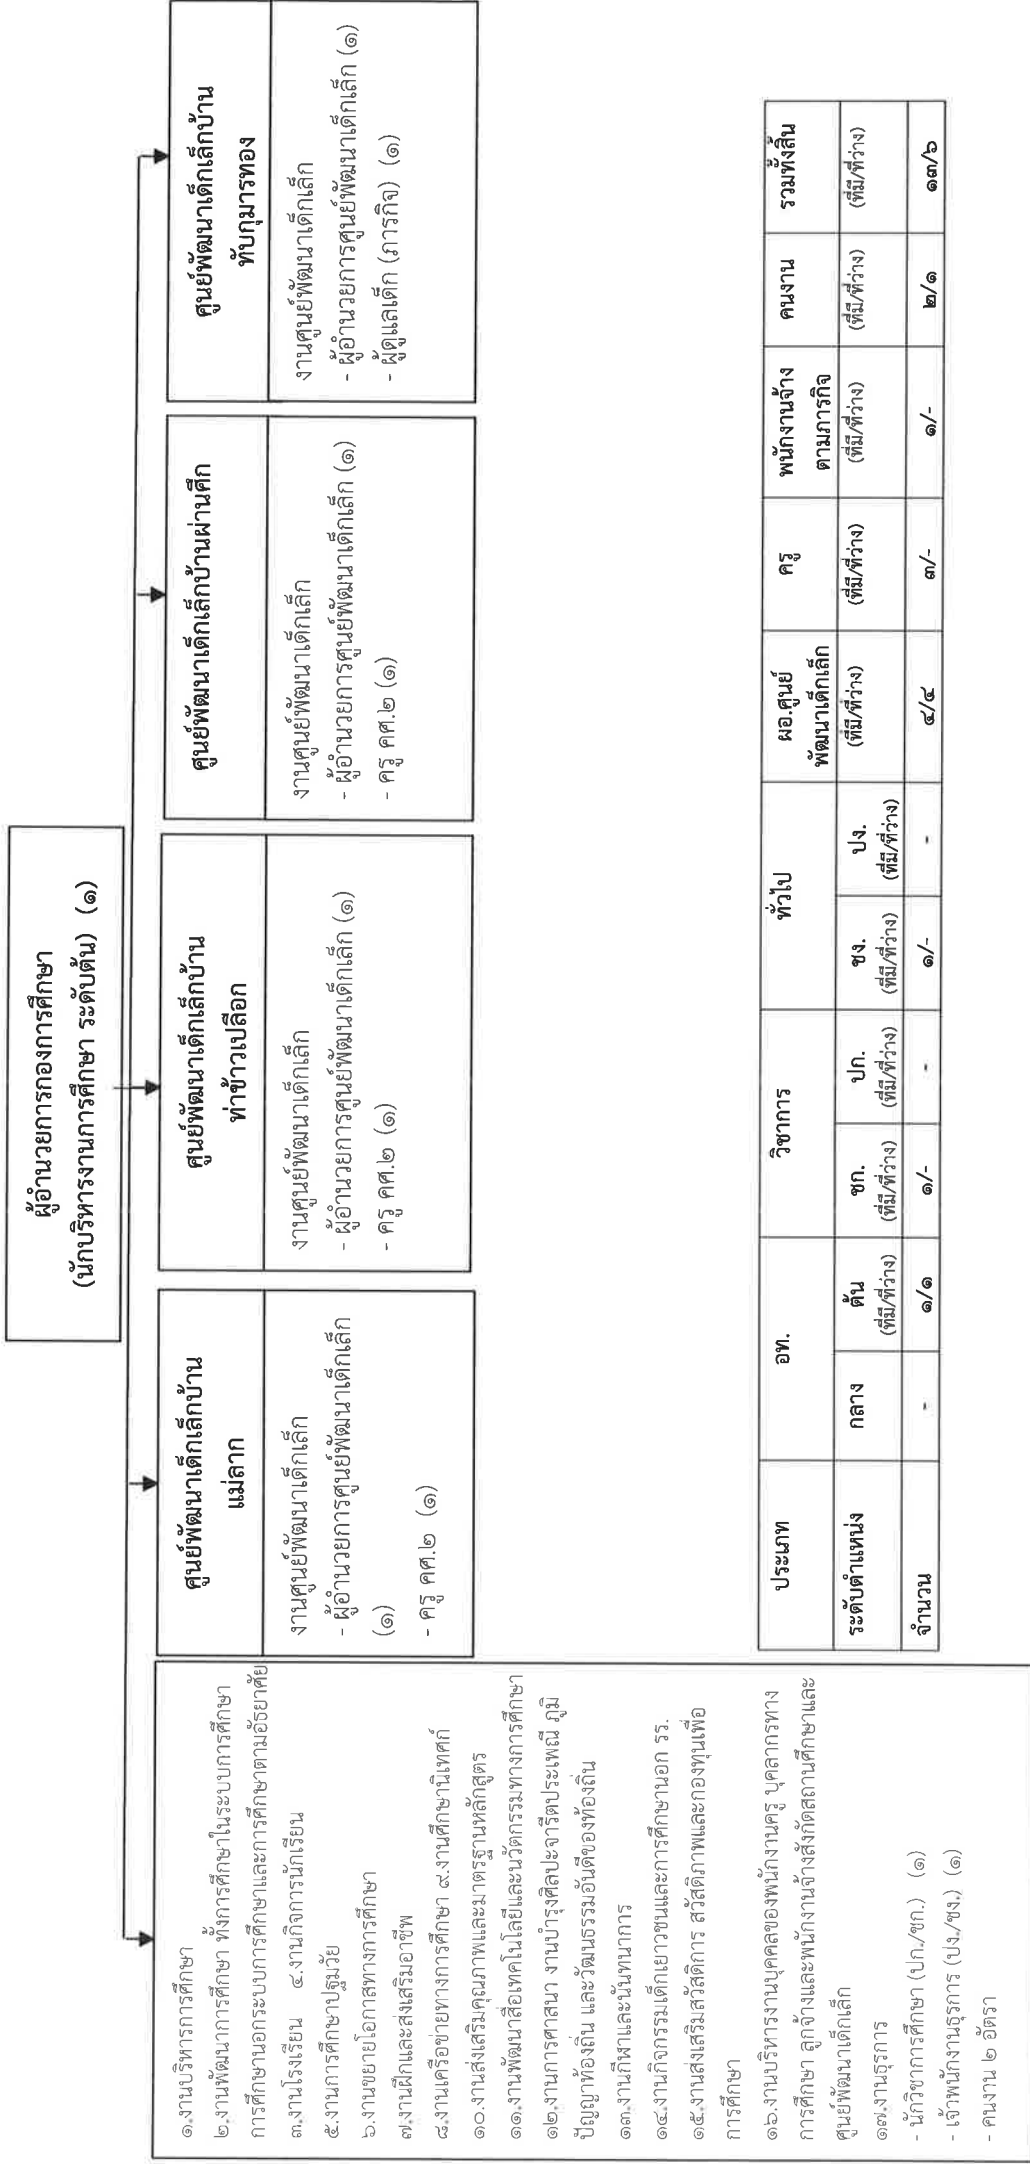 ผู้อำนวยการกองการศึกษา
(นักบริหารงานการศึกษา ระดับต้น) (๑)
๑.งานบริหารการศึกษา
๒.งานพัฒนาการศึกษา ทั้งการศึกษาในระบบการศึกษา
การศึกษานอกระบบการศึกษาและการศึกษาตามอัธยาศัย
๓.งานโรงเรียน ๔.งานกิจการนักเรียน
๕.งานการศึกษาปฐมวัย
๖.งานขยายโอกาสทางการศึกษา
๗.งานฝึกและส่งเสริมอาชีพ
๘.งานเครือข่ายทางการศึกษา ๙.งานศึกษานิเทศก์
๑๐.งานส่งเสริมคุณภาพและมาตรฐานหลักสูตร
๑๑.งานพัฒนาสื่อเทคโนโลยีและนวัตกรรมทางการศึกษา
๑๒.งานการศาสนา งานบำรุงศิลปะจารีตประเพณี ภูมิ
ปัญญาท้องถิ่น และวัฒนธรรมอันดีของท้องถิ่น
๑๓.งานกีฬาและนันทนาการ
๑๔.งานกิจกรรมเด็กเยาวชนและการศึกษานอก รร.
๑๕.งานส่งเสริมสวัสดิการ สวัสดิภาพและกองทุนเพื่อ
การศึกษา
๑๖.งานบริหารงานบุคคลของพนักงานครู บุคลากรทาง
การศึกษา ลูกจ้างและพนักงานจ้างสังกัดสถานศึกษาและ
ศูนย์พัฒนาเด็กเล็ก
๑๗.งานธุรการ
- นักวิชาการศึกษา (ปก./ชก.) (๑)
- เจ้าพนักงานธุรการ (ปง./ชง.) (๑)
- คนงาน ๒ อัตรา
ศูนย์พัฒนาเด็กเล็กบ้าน
แม่ลาก
งานศูนย์พัฒนาเด็กเล็ก
- ผู้อำนวยการศูนย์พัฒนาเด็กเล็ก
(๑)
- ครู คศ.๒ (๑)
ศูนย์พัฒนาเด็กเล็กบ้าน
ท่าข้าวเปลือก
งานศูนย์พัฒนาเด็กเล็ก
- ผู้อำนวยการศูนย์พัฒนาเด็กเล็ก (๑)
- ครู คศ.๒ (๑)
ศูนย์พัฒนาเด็กเล็กบ้านผ่านศึก
งานศูนย์พัฒนาเด็กเล็ก
- ผู้อำนวยการศูนย์พัฒนาเด็กเล็ก (๑)
- ครู คศ.๒ (๑)
ศูนย์พัฒนาเด็กเล็กบ้าน
ทับกุมารทอง
งานศูนย์พัฒนาเด็กเล็ก
- ผู้อำนวยการศูนย์พัฒนาเด็กเล็ก (๑)
- ผู้ดูแลเด็ก (ภารกิจ) (๑)
ประเภท อท. วิชาการ ทั่วไป ผอ.ศูนย์ ครู พนักงานจ้าง คนงาน รวมทั้งสิ้น
พัฒนาเด็กเล็ก ตามภารกิจ
ระดับตำแหน่ง กลาง ต้น ชก. ปก. ชง. ปง. (ที่มี/ที่ว่าง) (ที่มี/ที่ว่าง) (ที่มี/ที่ว่าง) (ที่มี/ที่ว่าง) (ที่มี/ที่ว่าง)
(ที่มี/ที่ว่าง) (ที่มี/ที่ว่าง) (ที่มี/ที่ว่าง) (ที่มี/ที่ว่าง) (ที่มี/ที่ว่าง)
จำนวน - ๑/๑ ๑/- - ๑/- - ๔/๔ ๓/- ๑/- ๒/๑ ๑๓/๖